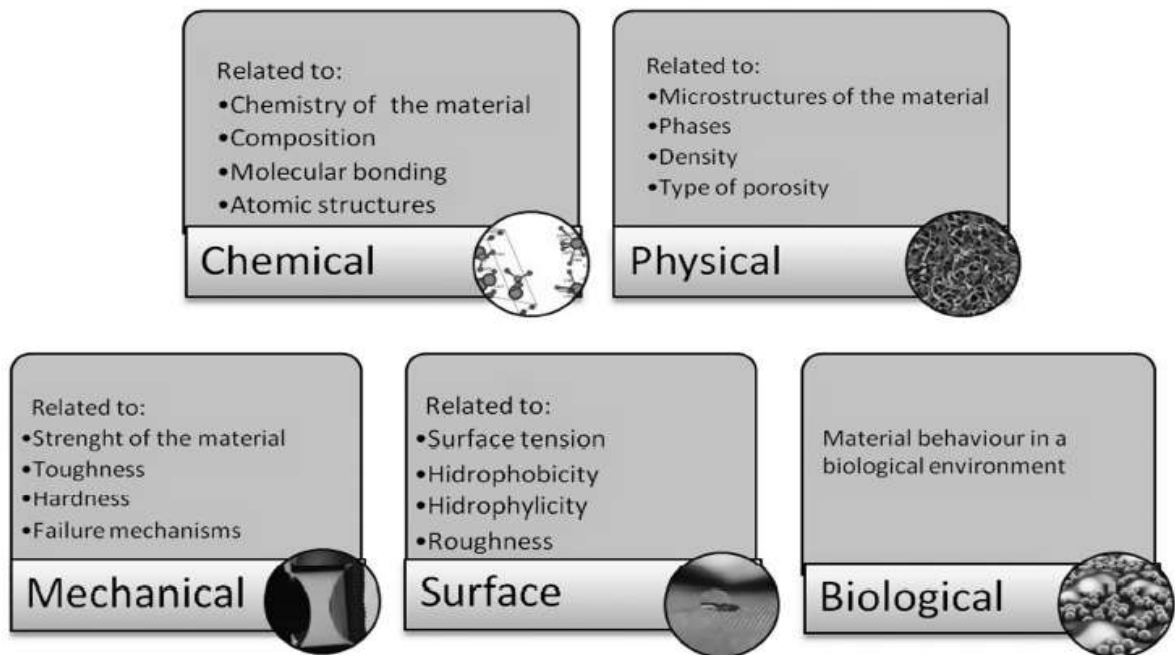 Related to:
•Chemistry of the material
•Composition
•Molecular bonding
•Atomic structures
Chemical
Related to:
•Microstructures of the material
•Phases
•Density
•Type of porosity
Physical
Related to:
•Strenght of the material
•Toughness
•Hardness
•Failure mechanisms
Mechanical
Related to:
•Surface tension
•Hidrophobicity
•Hidrophylicity
•Roughness
Surface
Material behaviour in a
biological environment
Biological